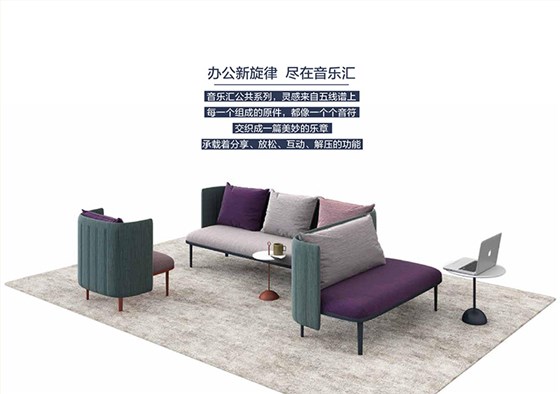 办公新旋律 尽在音乐汇
音乐汇公共系列，灵感来自五线谱上
每一个组成的原件，都像一个个音符
交织成一篇美妙的乐章
承载着分享、放松、互动、解压的功能